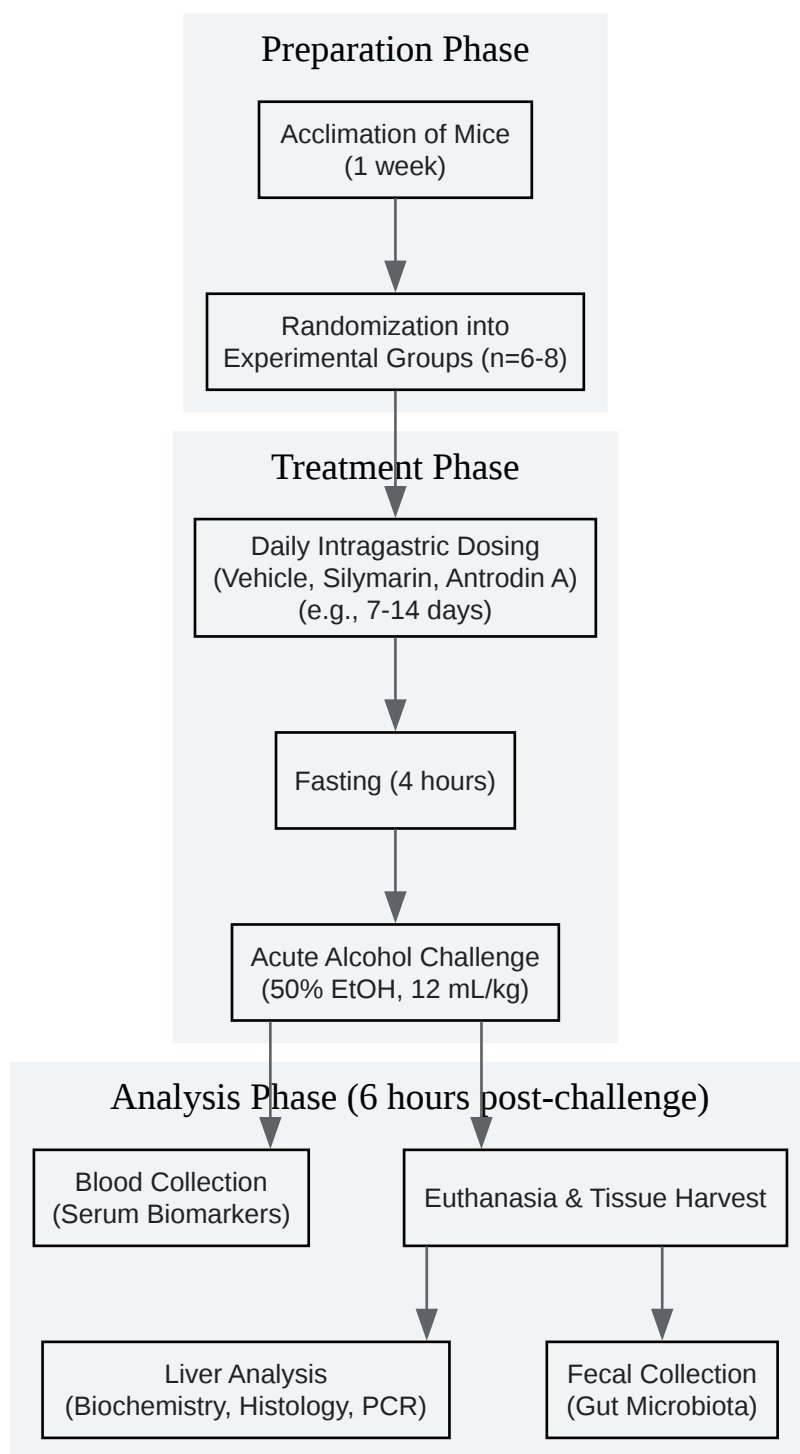 Preparation Phase
Acclimation of Mice
(1 week)
Randomization into
Experimental Groups (n=6-8)
Treatment Phase
Daily Intragastric Dosing
(Vehicle, Silymarin, Antrodin A)
(e.g., 7-14 days)
Fasting (4 hours)
Acute Alcohol Challenge
(50% EtOH, 12 mL/kg)
Analysis Phase (6 hours post-challenge)
Blood Collection
(Serum Biomarkers)
Euthanasia & Tissue Harvest
Liver Analysis
(Biochemistry, Histology, PCR)
Fecal Collection
(Gut Microbiota)